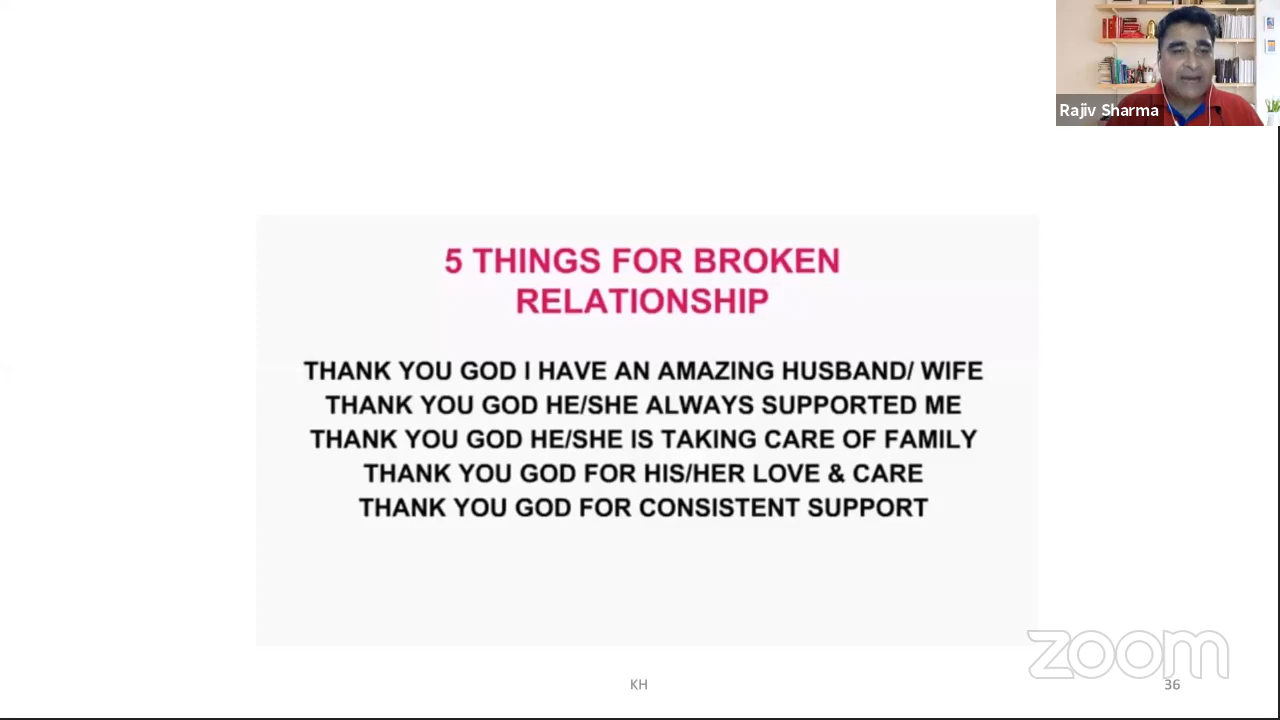 Rajiv Sharma
5 THINGS FOR BROKEN
RELATIONSHIP
THANK YOU GOD I HAVE AN AMAZING HUSBAND/ WIFE
THANK YOU GOD HE/SHE ALWAYS SUPPORTED ME
THANK YOU GOD HE/SHE IS TAKING CARE OF FAMILY
THANK YOU GOD FOR HIS/HER LOVE & CARE
THANK YOU GOD FOR CONSISTENT SUPPORT
zoom
KH
36